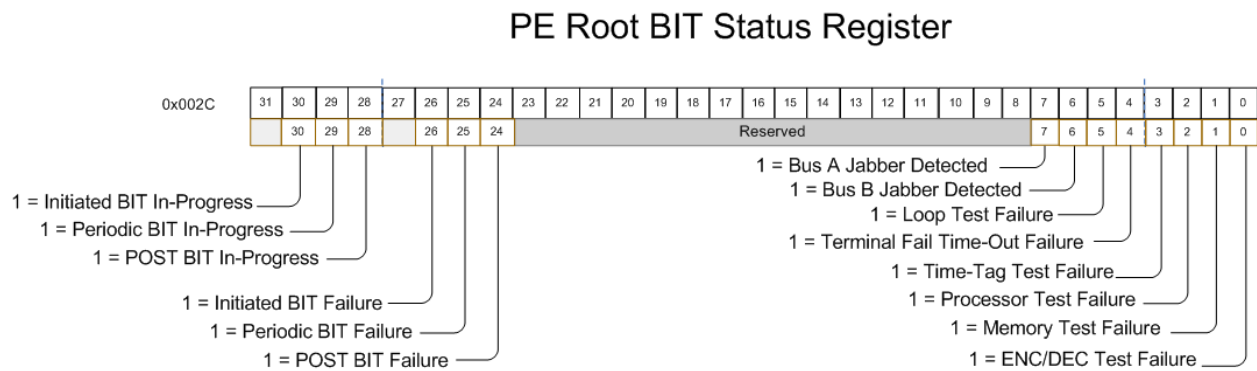 PE Root BIT Status Register
0x002C 31 30 29 28 27 26 25 24 23 22 21 20 19 18 17 16 15 14 13 12 11 10 9 8 7 6 5 4 3 2 1 0
30 29 28 26 25 24 Reserved 7 6 5 4 3 2 1 0
1 = Bus A Jabber Detected
1 = Initiated BIT In-Progress 1 = Bus B Jabber Detected
1 = Periodic BIT In-Progress 1 = Loop Test Failure
1 = POST BIT In-Progress 1 = Terminal Fail Time-Out Failure
1 = Time-Tag Test Failure
1 = Initiated BIT Failure 1 = Processor Test Failure
1 = Periodic BIT Failure 1 = Memory Test Failure
1 = POST BIT Failure 1 = ENC/DEC Test Failure